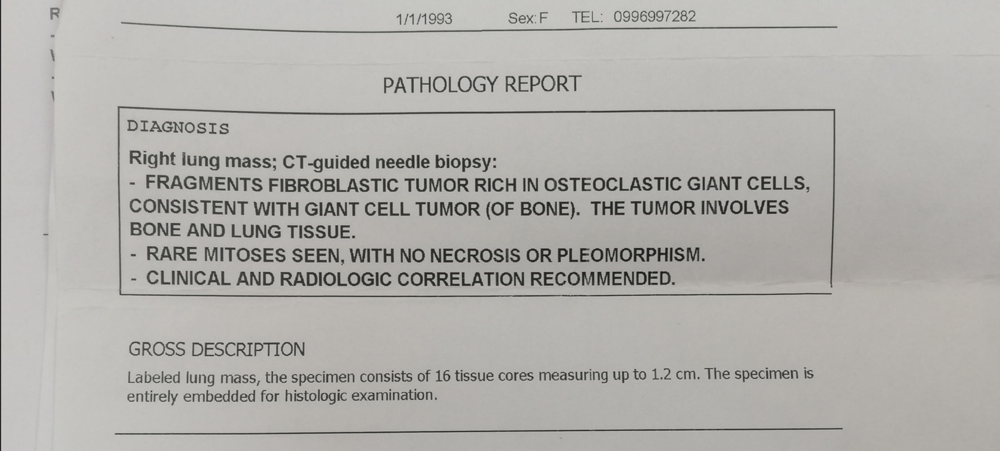 R
1/1/1993 Sex: F TEL: 0996997282
PATHOLOGY REPORT
DIAGNOSIS
Right lung mass; CT-guided needle biopsy:
- FRAGMENTS FIBROBLASTIC TUMOR RICH IN OSTEOCLASTIC GIANT CELLS,
CONSISTENT WITH GIANT CELL TUMOR (OF BONE). THE TUMOR INVOLVES
BONE AND LUNG TISSUE.
- RARE MITOSES SEEN, WITH NO NECROSIS OR PLEOMORPHISM.
- CLINICAL AND RADIOLOGIC CORRELATION RECOMMENDED.
GROSS DESCRIPTION
Labeled lung mass, the specimen consists of 16 tissue cores measuring up to 1.2 cm. The specimen is
entirely embedded for histologic examination.